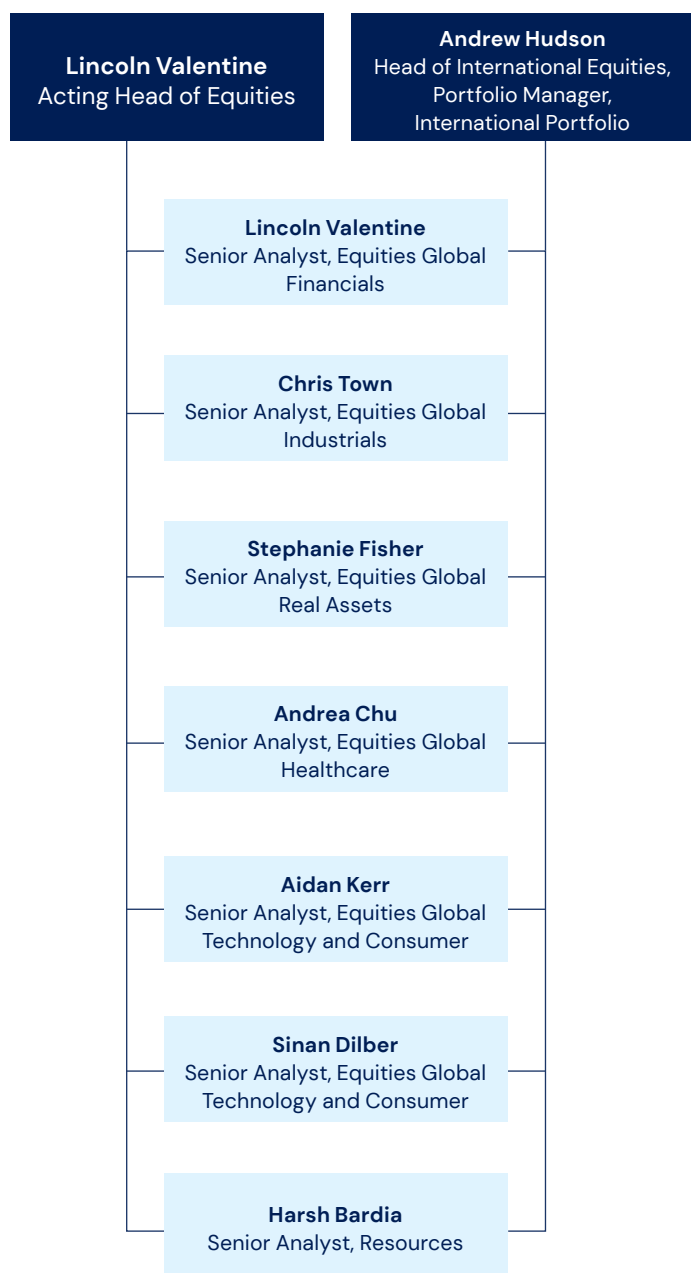 Lincoln Valentine
Acting Head of Equities
Andrew Hudson
Head of International Equities,
Portfolio Manager,
International Portfolio
Lincoln Valentine
Senior Analyst, Equities Global
Financials
Chris Town
Senior Analyst, Equities Global
Industrials
Stephanie Fisher
Senior Analyst, Equities Global
Real Assets
Andrea Chu
Senior Analyst, Equities Global
Healthcare
Aidan Kerr
Senior Analyst, Equities Global
Technology and Consumer
Sinan Dilber
Senior Analyst, Equities Global
Technology and Consumer
Harsh Bardia
Senior Analyst, Resources